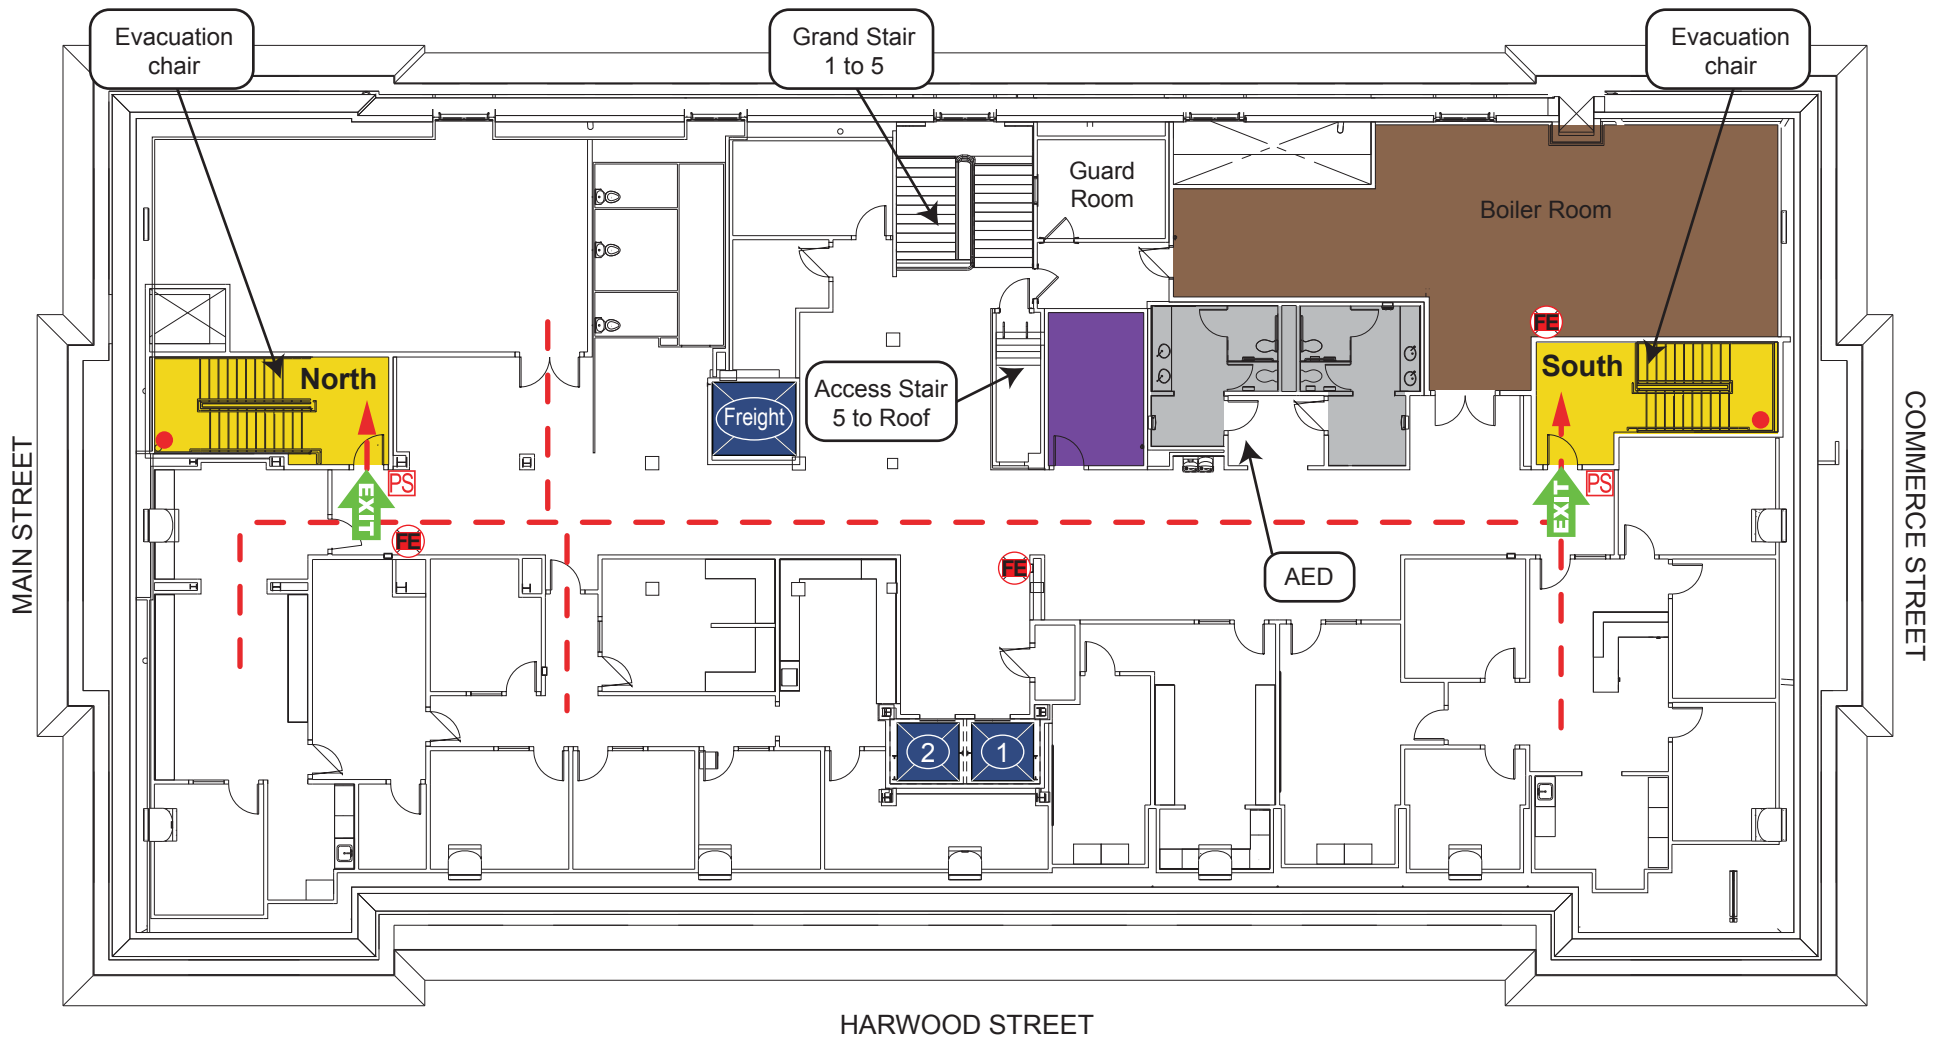 Evacuation
chair
Grand Stair
1 to 5
Evacuation
chair
Guard
Room
Boiler Room
FE
North
South
Freight
Access Stair
5 to Roof
MAIN STREET
COMMERCE STREET
PS
EXIT
PS
EXIT
FE
FE
AED
2
1
HARWOOD STREET